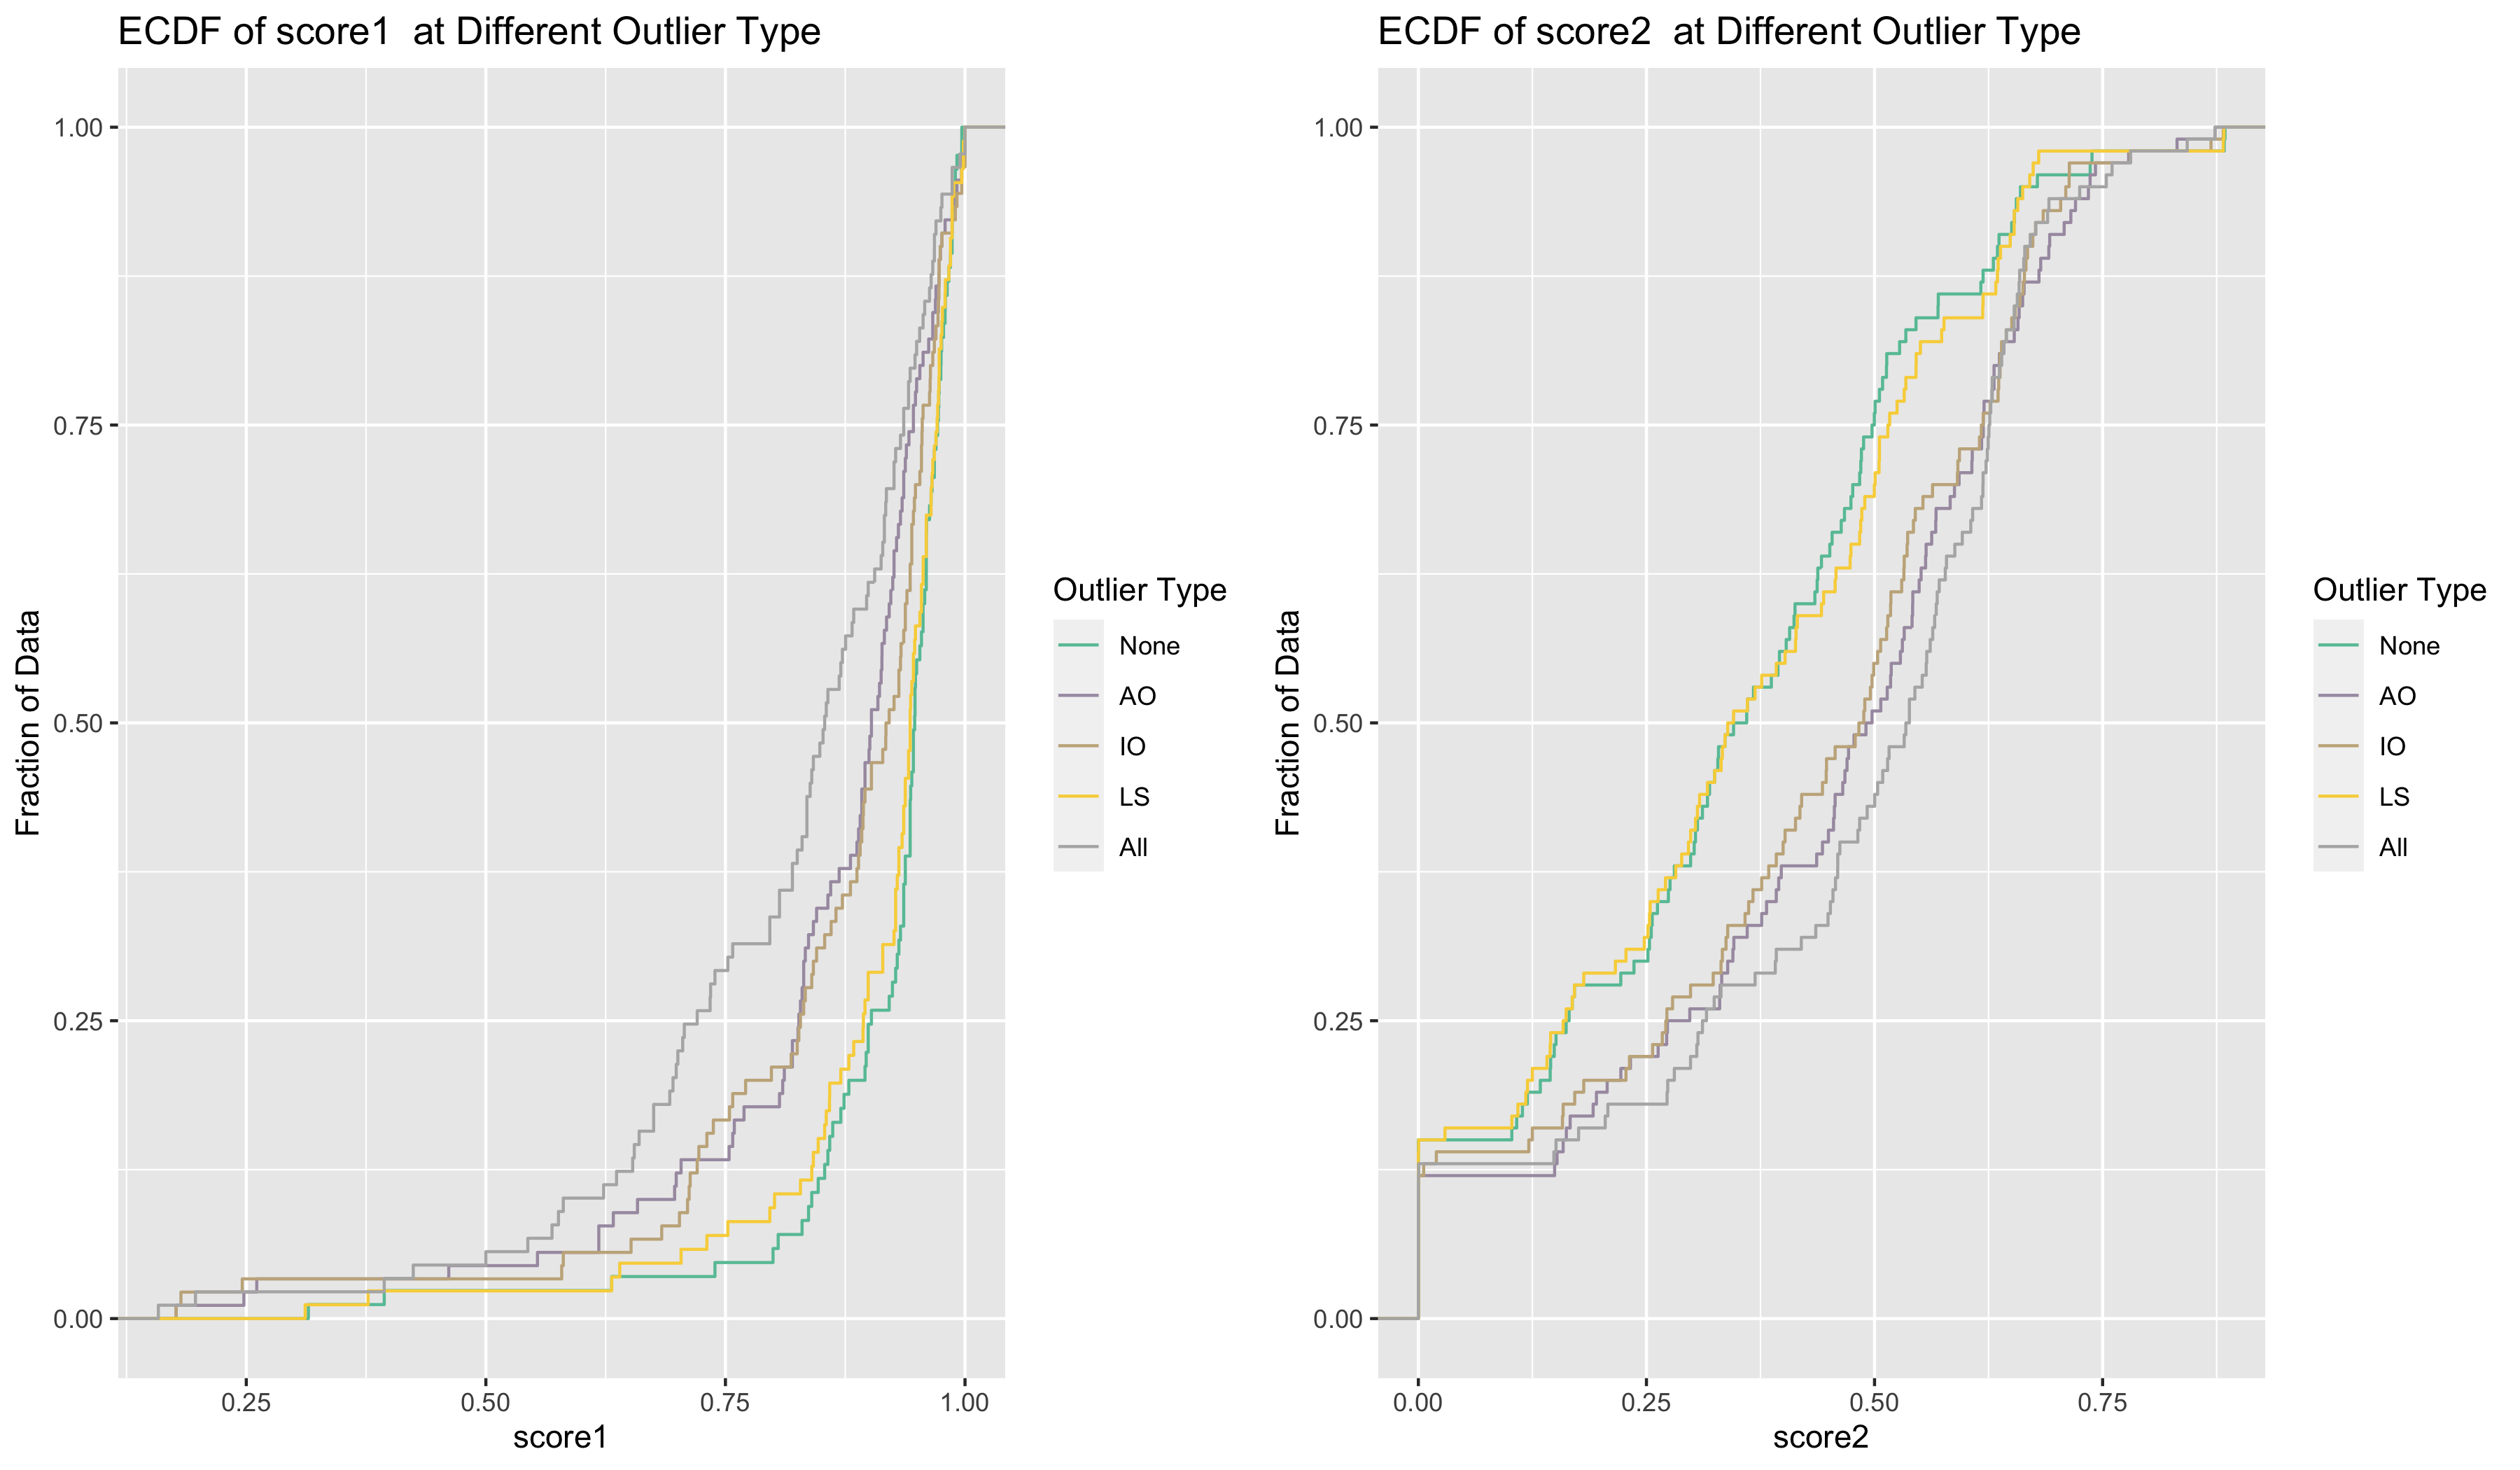 ECDF of score1  at Different Outlier Type
1.00
0.75
0.50
0.25
0.00
Fraction of Data
0.25 0.50 0.75 1.00
score1
Outlier Type
None
AO
IO
LS
All
ECDF of score2  at Different Outlier Type
1.00
0.75
0.50
0.25
0.00
Fraction of Data
0.00 0.25 0.50 0.75
score2
Outlier Type
None
AO
IO
LS
All